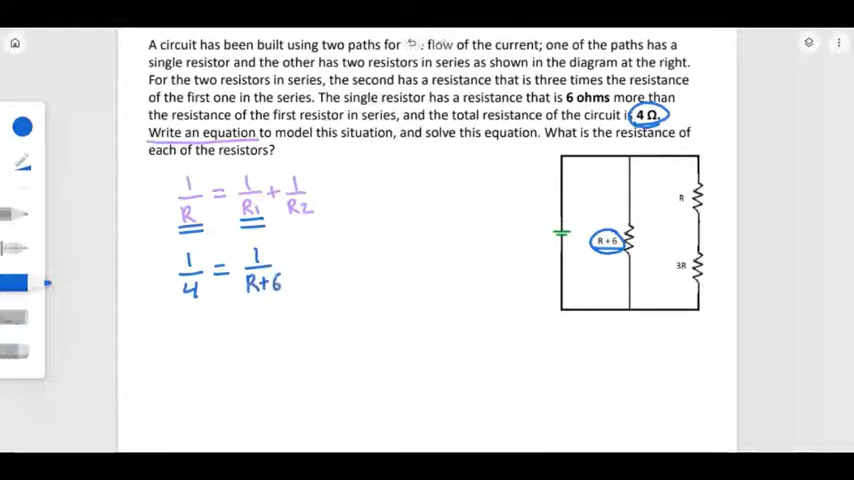 A circuit has been built using two paths for flow of the current; one of the paths has a
single resistor and the other has two resistors in series as shown in the diagram at the right.
For the two resistors in series, the second has a resistance that is three times the resistance
of the first one in the series. The single resistor has a resistance that is 6 ohms more than
the resistance of the first resistor in series, and the total resistance of the circuit is 4 Ω.
Write an equation to model this situation, and solve this equation. What is the resistance of
each of the resistors?
1/R = 1/R1 + 1/R2
1/4 = 1/R+6
R
R + 6
3R